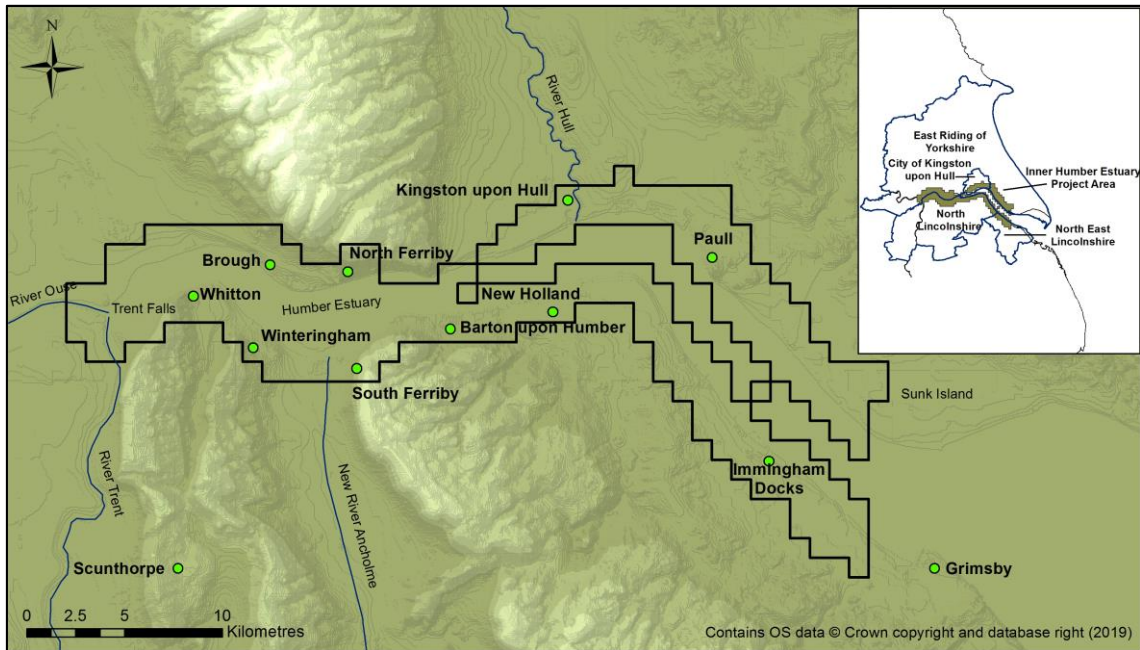 N
River Hull
Kingston upon Hull
Paull
Brough
North Ferriby
River Ouse
Trent Falls
Whitton
Humber Estuary
New Holland
Winteringham
Barton upon Humber
South Ferriby
Sunk Island
River Trent
New River Ancholme
Immingham
Docks
Scunthorpe
Grimsby
0 2.5 5 10
Kilometres
Contains OS data © Crown copyright and database right (2019)
East Riding of
Yorkshire
City of Kingston
upon Hull
Inner Humber Estuary
Project Area
North
Lincolnshire
North East
Lincolnshire